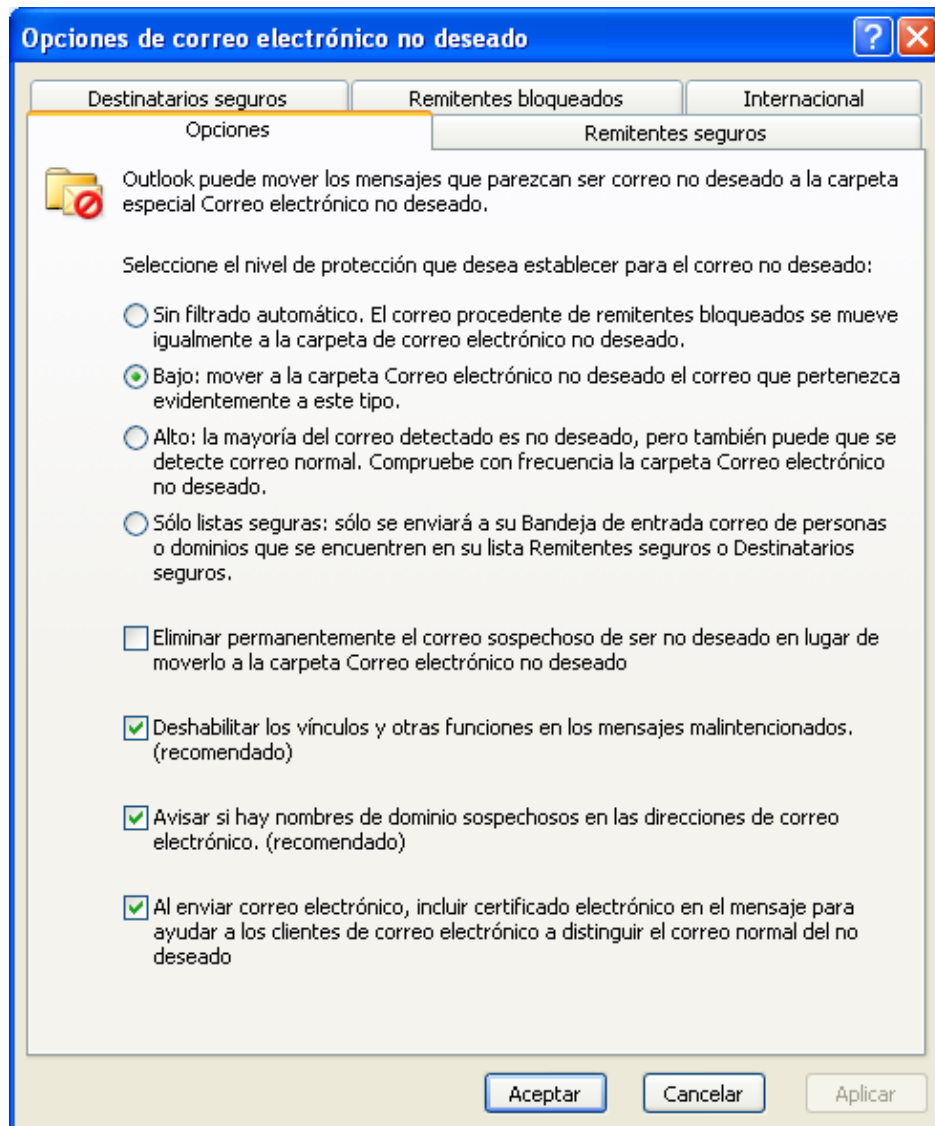 Opciones de correo electrónico no deseado
Destinatarios seguros
Remitentes bloqueados
Internacional
Opciones
Remitentes seguros
Outlook puede mover los mensajes que parezcan ser correo no deseado a la carpeta
especial Correo electrónico no deseado.
Seleccione el nivel de protección que desea establecer para el correo no deseado:
Sin filtrado automático. El correo procedente de remitentes bloqueados se mueve
igualmente a la carpeta de correo electrónico no deseado.
Bajo: mover a la carpeta Correo electrónico no deseado el correo que pertenezca
evidentemente a este tipo.
Alto: la mayoría del correo detectado es no deseado, pero también puede que se
detecte correo normal. Compruebe con frecuencia la carpeta Correo electrónico
no deseado.
Sólo listas seguras: sólo se enviará a su Bandeja de entrada correo de personas
o dominios que se encuentren en su lista Remitentes seguros o Destinatarios
seguros.
Eliminar permanentemente el correo sospechoso de ser no deseado en lugar de
moverlo a la carpeta Correo electrónico no deseado
Deshabilitar los vínculos y otras funciones en los mensajes malintencionados.
(recomendado)
Avisar si hay nombres de dominio sospechosos en las direcciones de correo
electrónico. (recomendado)
Al enviar correo electrónico, incluir certificado electrónico en el mensaje para
ayudar a los clientes de correo electrónico a distinguir el correo normal del no
deseado
Aceptar
Cancelar
Aplicar